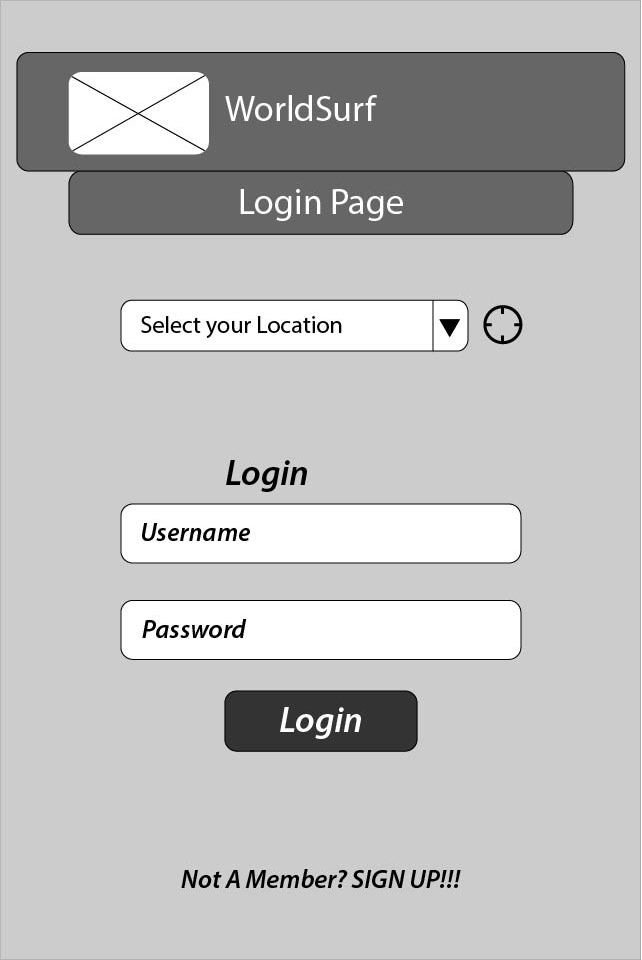 WorldSurf
Login Page
Select your Location
Login
Username
Password
Login
Not A Member? SIGN UP!!!